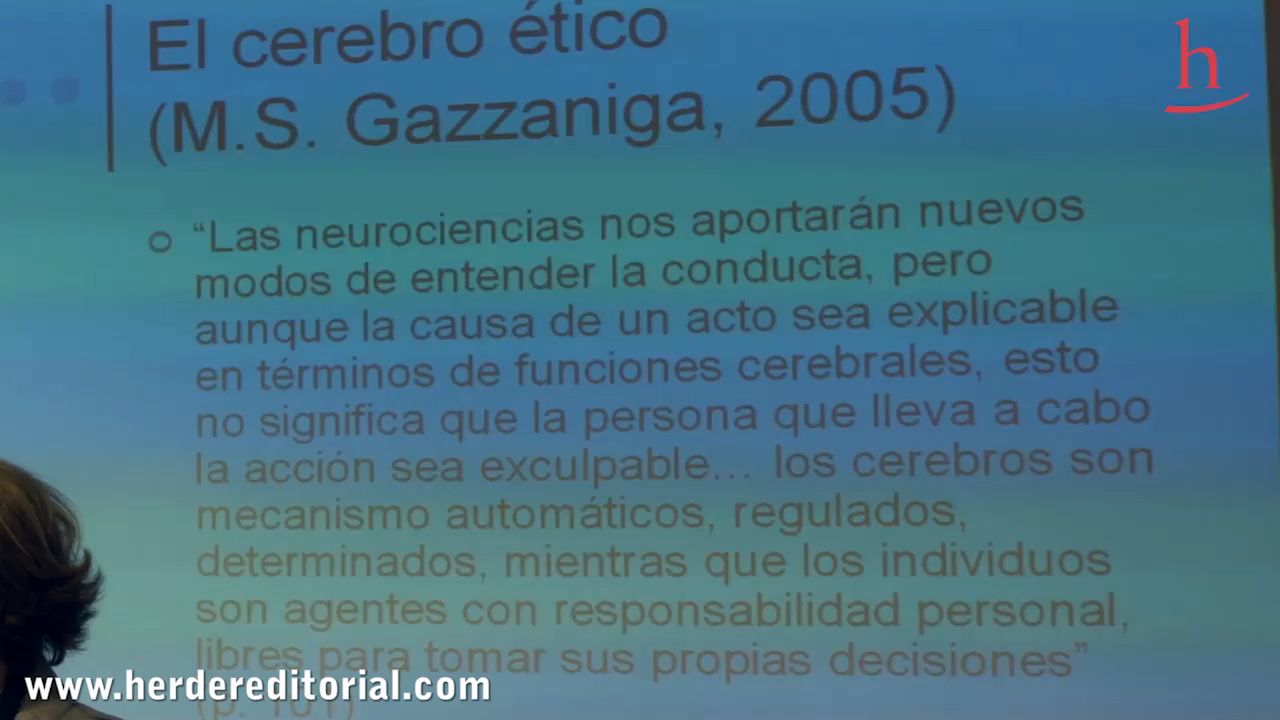 El cerebro ético
(M.S. Gazzaniga, 2005)
h
“Las neurociencias nos aportarán nuevos
modos de entender la conducta, pero
aunque la causa de un acto sea explicable
en términos de funciones cerebrales, esto
no significa que la persona que lleva a cabo
la acción sea exculpable... los cerebros son
mecanismo automáticos, regulados,
determinados, mientras que los individuos
son agentes con responsabilidad personal,
libres para tomar sus propias decisiones”
(p. 101)
www.herdereditorial.com